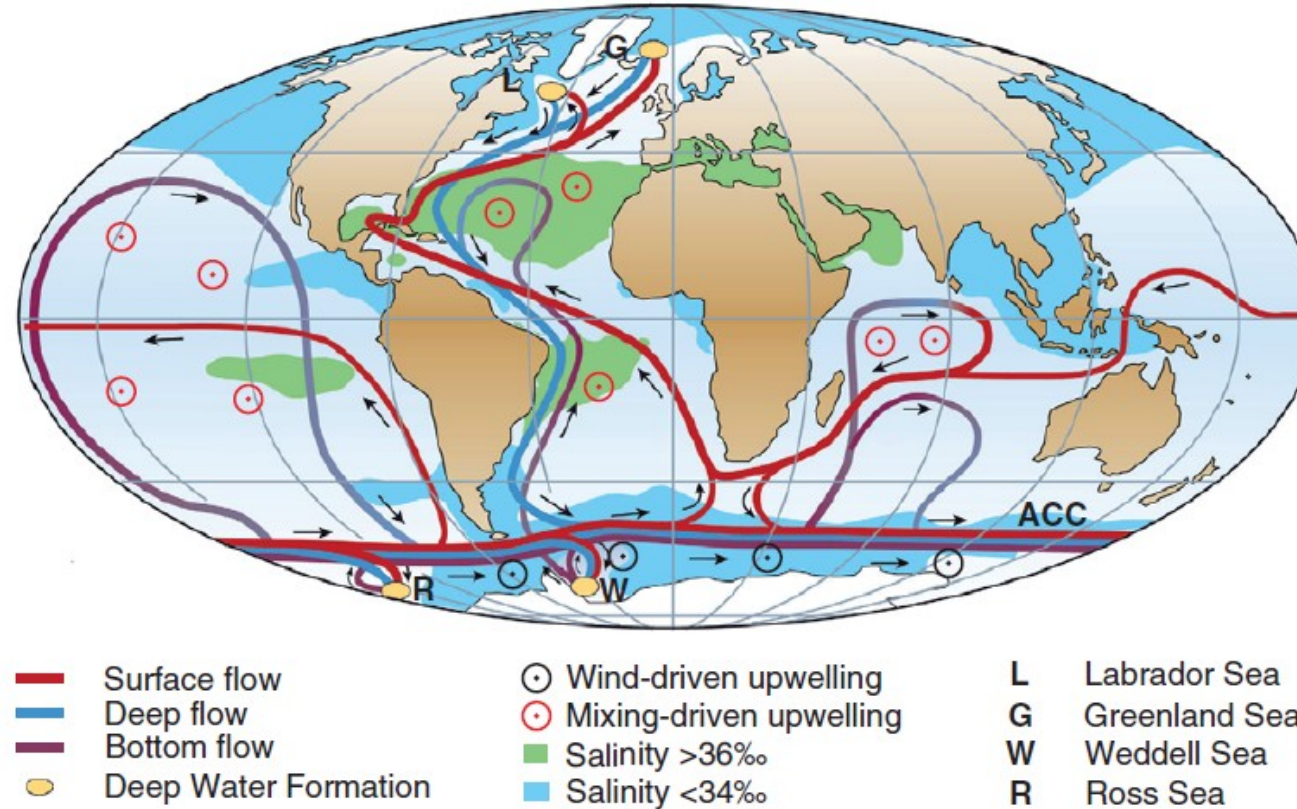 G
L
ACC
R
W
Surface flow
Deep flow
Bottom flow
Deep Water Formation
Wind-driven upwelling
Mixing-driven upwelling
Salinity >36‰
Salinity <34‰
L Labrador Sea
G Greenland Sea
W Weddell Sea
R Ross Sea